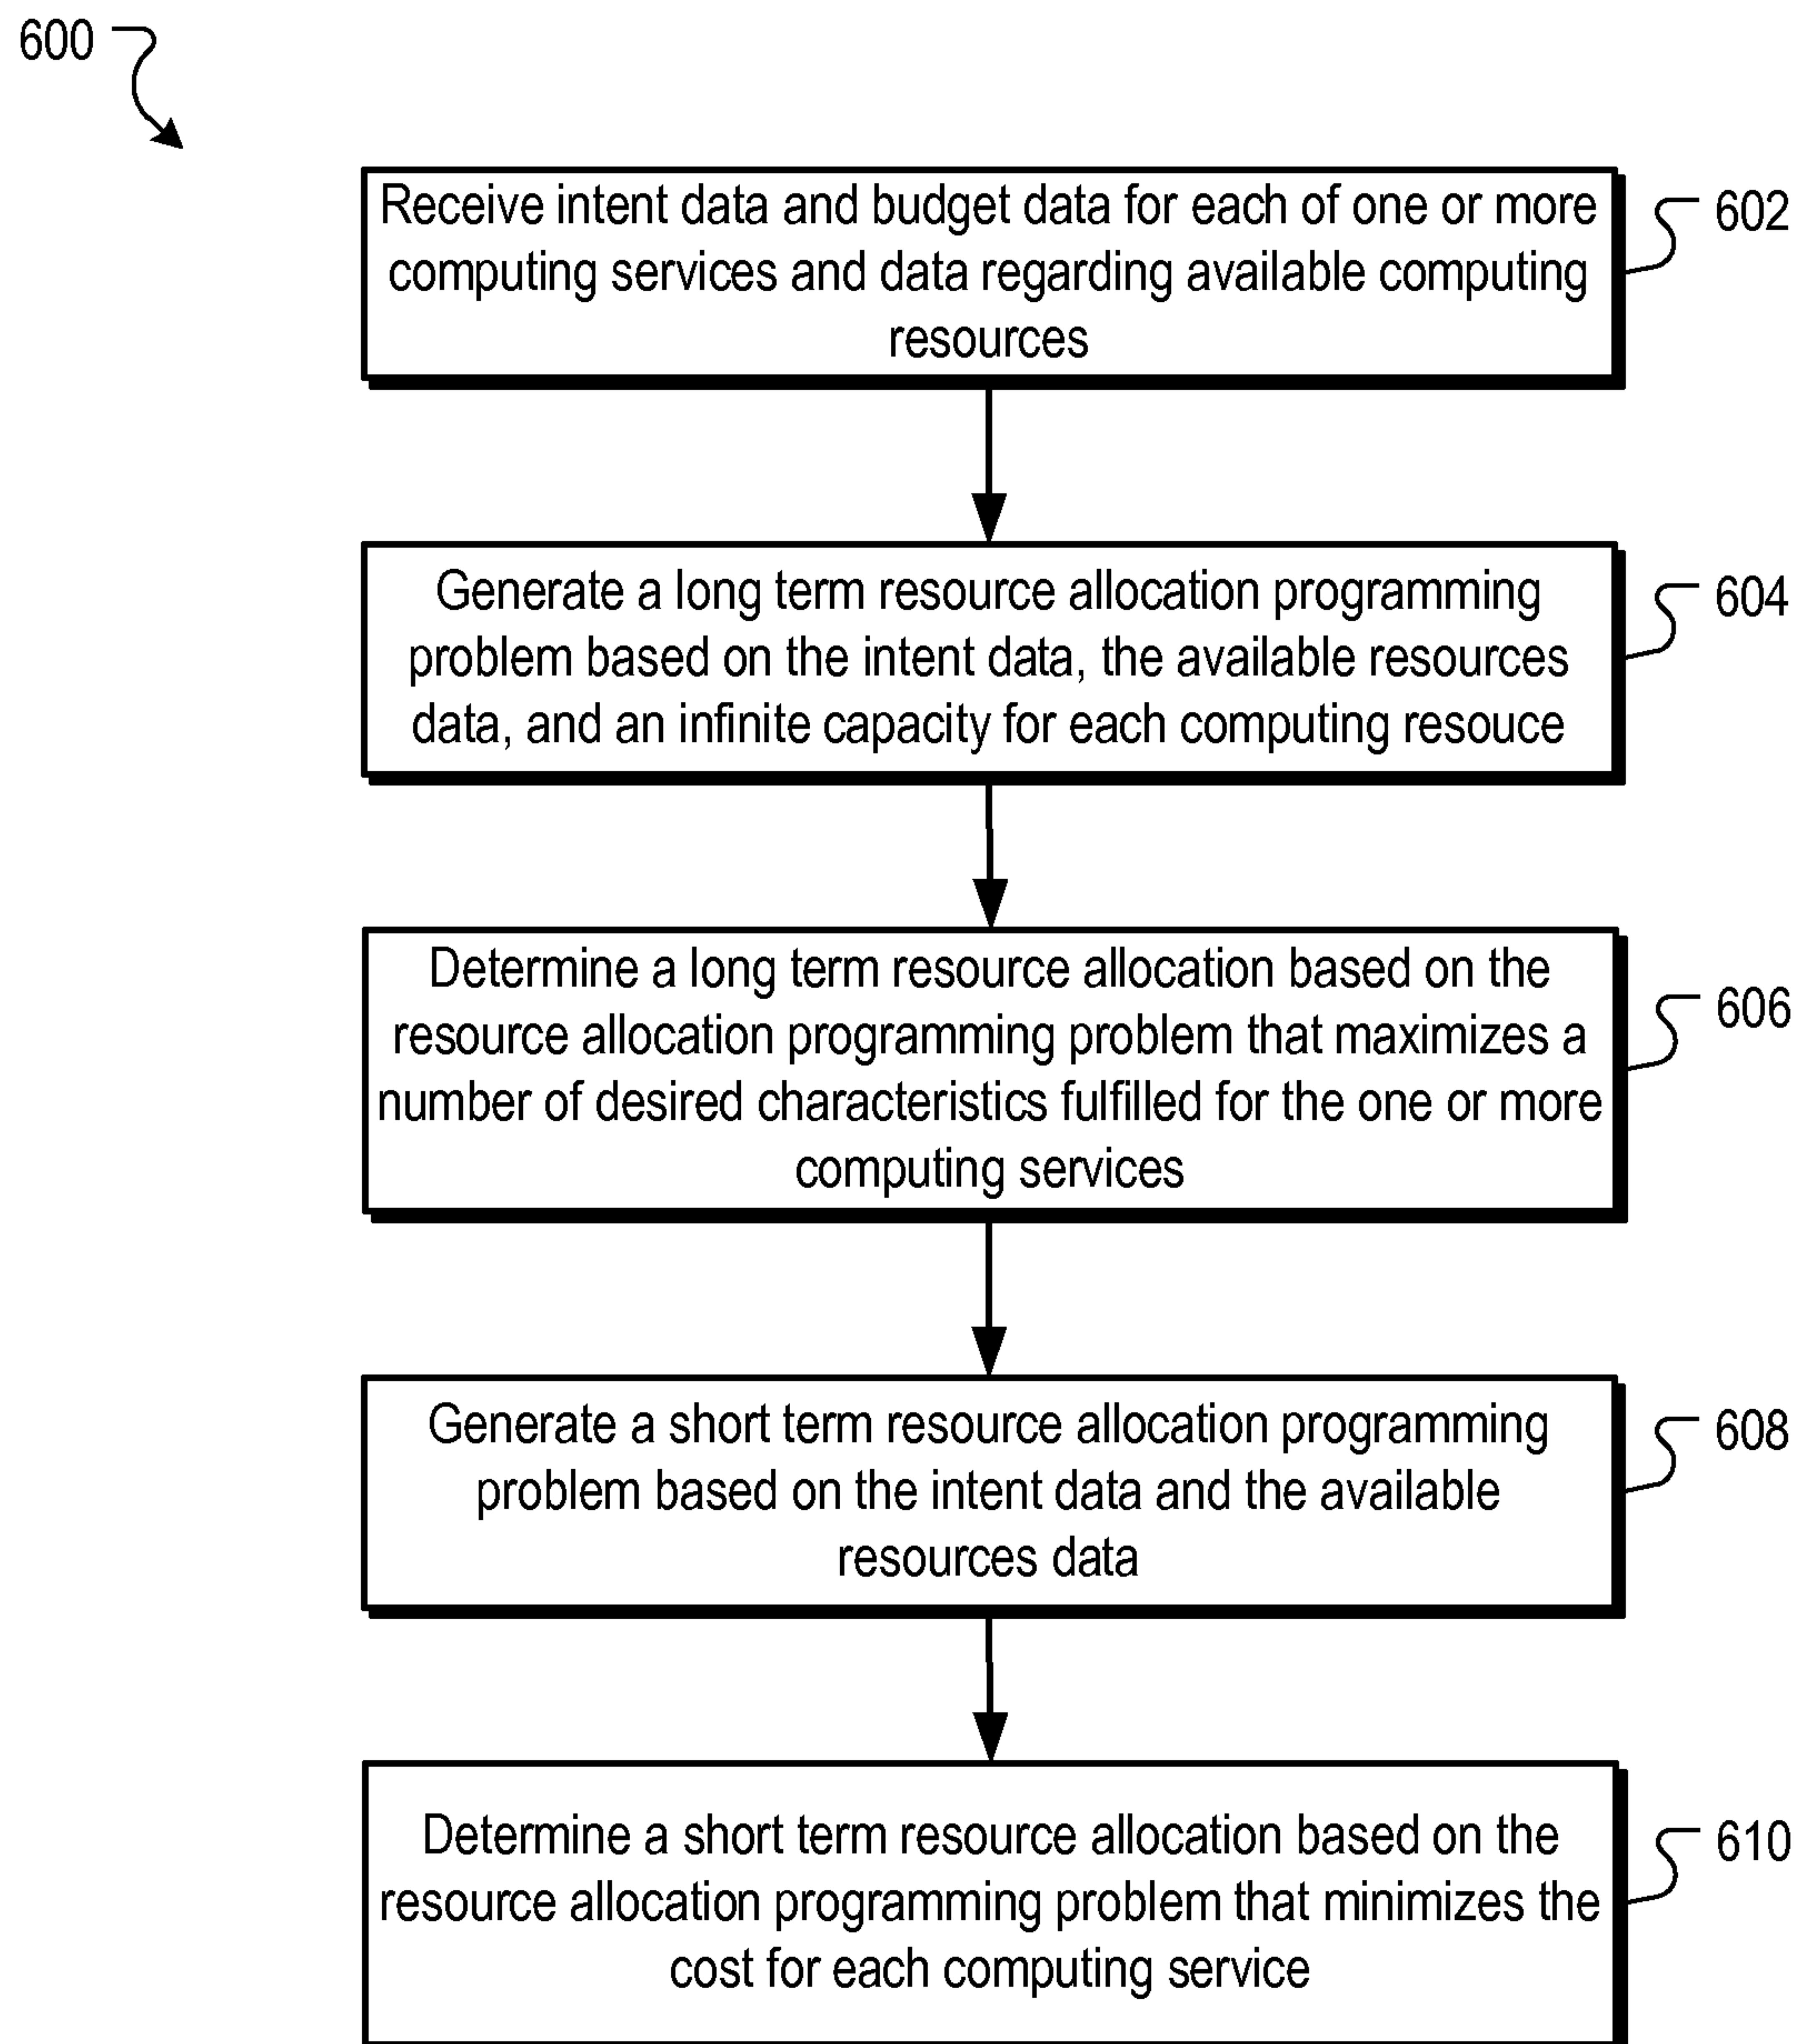 600
Receive intent data and budget data for each of one or more
computing services and data regarding available computing
resources
602
Generate a long term resource allocation programming
problem based on the intent data, the available resources
data, and an infinite capacity for each computing resouce
604
Determine a long term resource allocation based on the
resource allocation programming problem that maximizes a
number of desired characteristics fulfilled for the one or more
computing services
606
Generate a short term resource allocation programming
problem based on the intent data and the available
resources data
608
Determine a short term resource allocation based on the
resource allocation programming problem that minimizes the
cost for each computing service
610